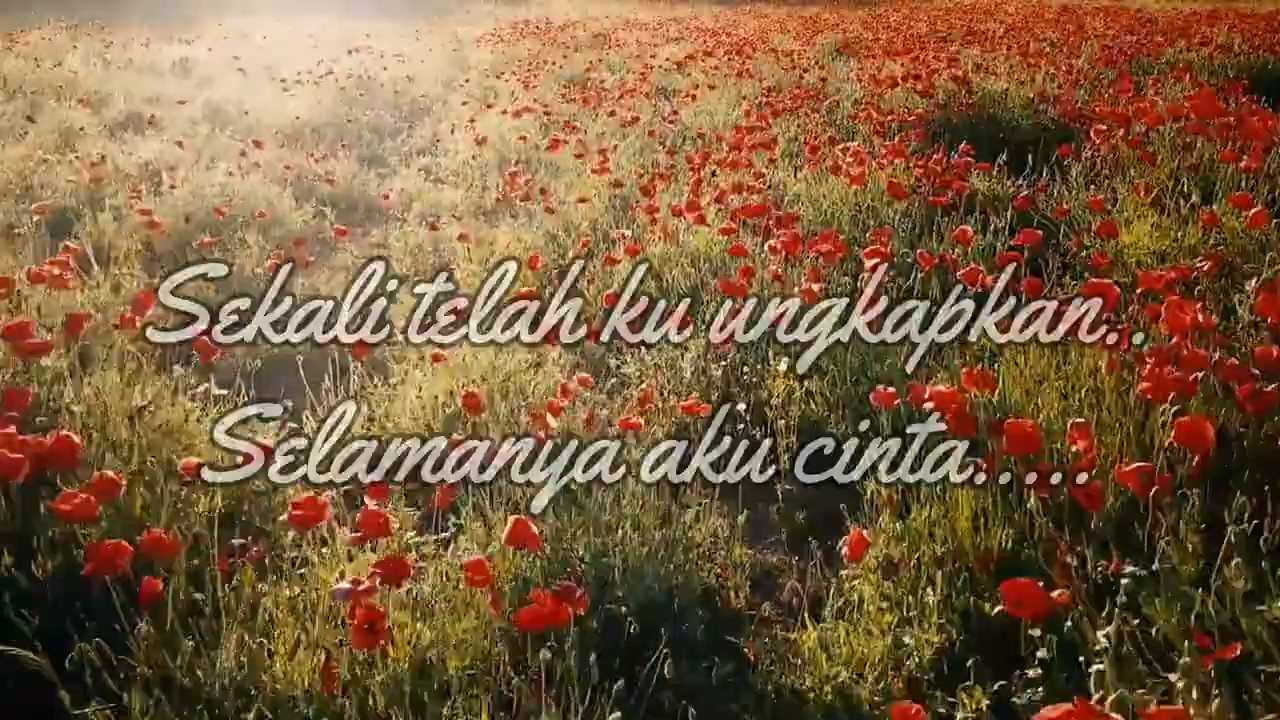 Sekali telah ku ungkapkan..
Selamanya aku cinta.....